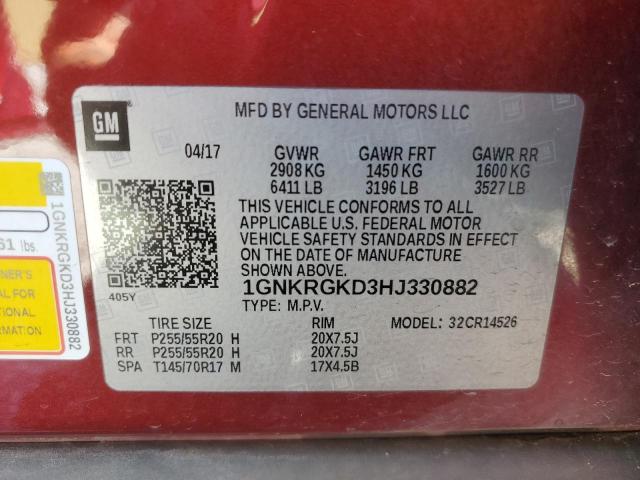 GM
MFD BY GENERAL MOTORS LLC
04/17 GVWR GAWR FRT GAWR RR
2908 KG 1450 KG 1600 KG
6411 LB 3196 LB 3527 LB
THIS VEHICLE CONFORMS TO ALL
APPLICABLE U.S. FEDERAL MOTOR
VEHICLE SAFETY STANDARDS IN EFFECT
ON THE DATE OF MANUFACTURE
SHOWN ABOVE.
405Y
1GNKRGKD3HJ330882
TYPE: M.P.V.
TIRE SIZE RIM MODEL: 32CR14526
FRT P255/55R20 H 20X7.5J
RR P255/55R20 H 20X7.5J
SPA T145/70R17 M 17X4.5B
1GNKRGKD3HJ330882
lbs.
FOR
MATION